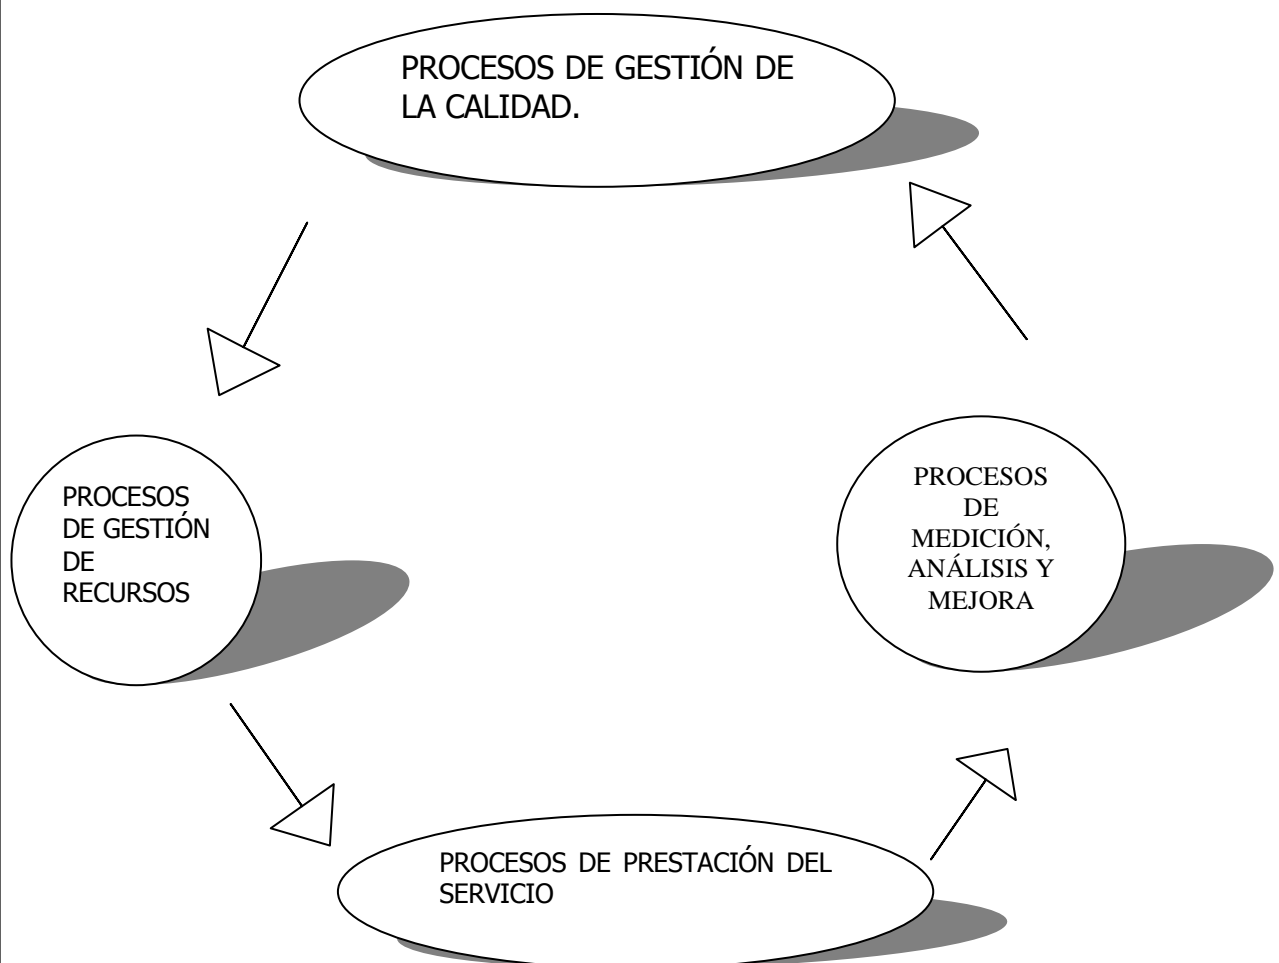 PROCESOS DE GESTIÓN DE
LA CALIDAD.
PROCESOS
DE GESTIÓN
DE
RECURSOS
PROCESOS
DE
MEDICIÓN,
ANÁLISIS Y
MEJORA
PROCESOS DE PRESTACIÓN DEL
SERVICIO